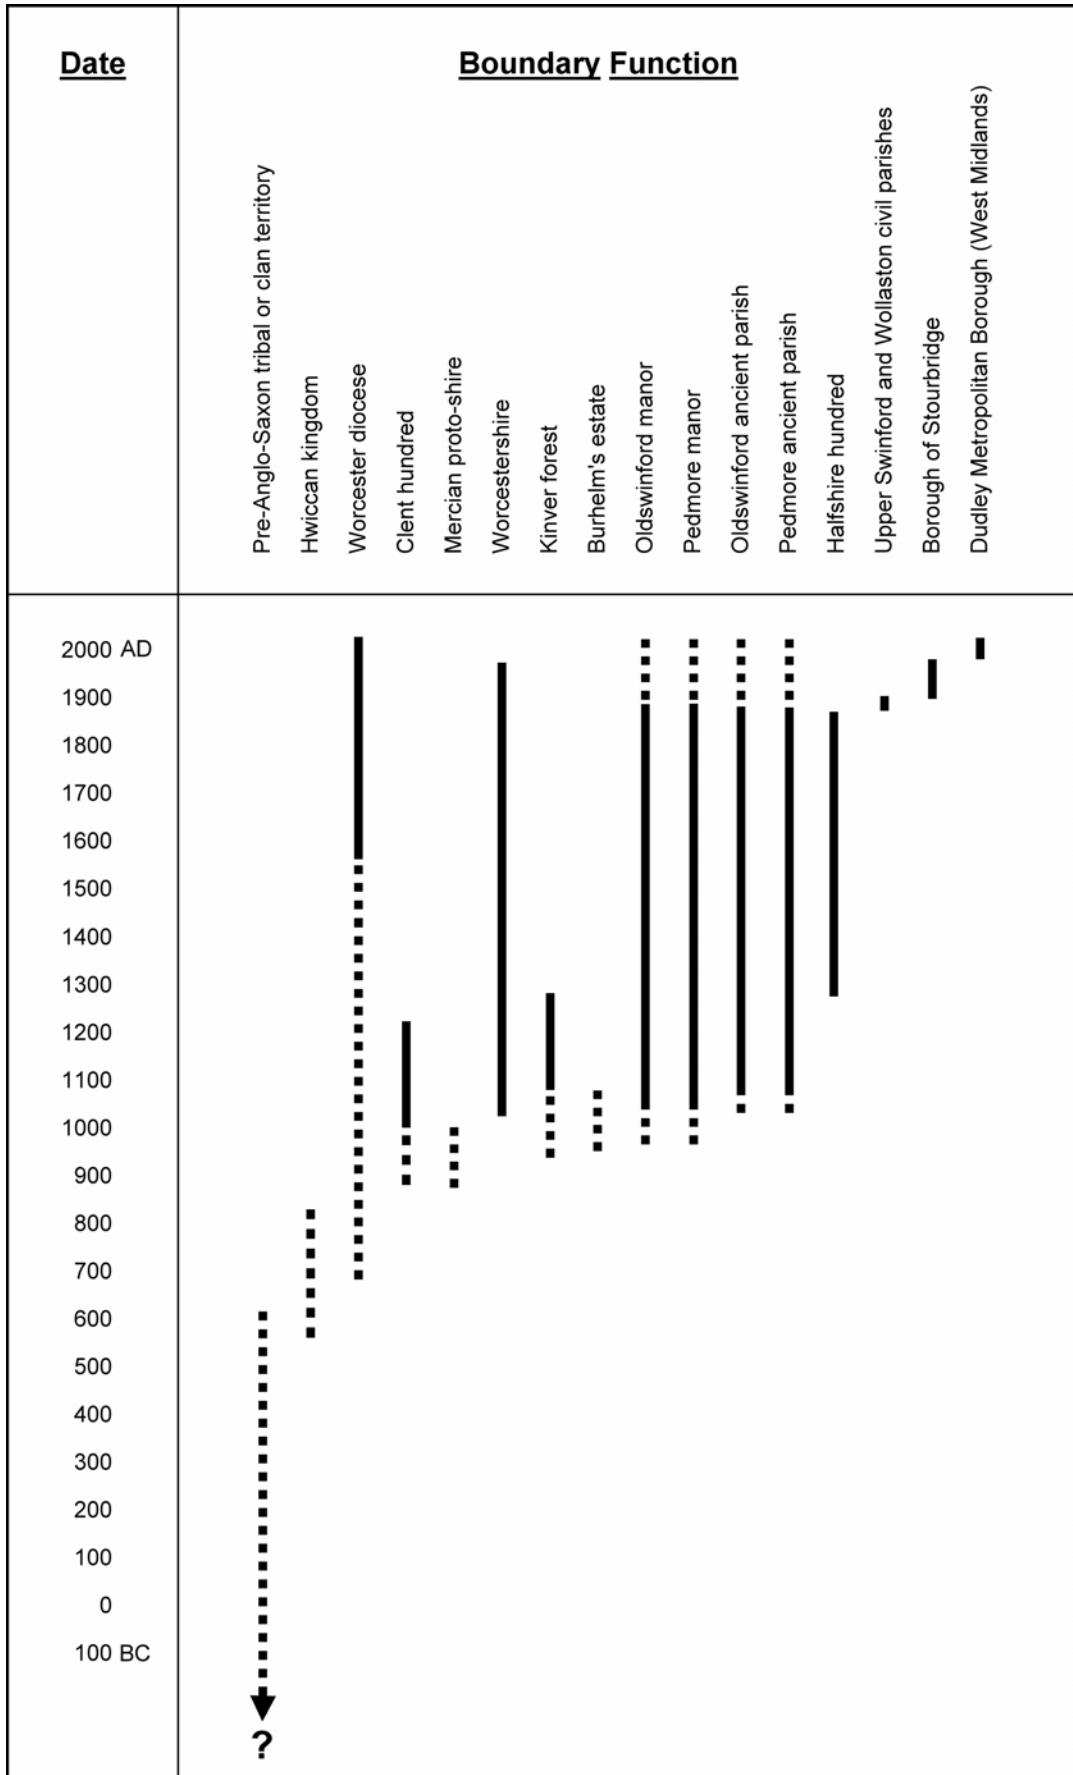 Date
Boundary Function
Pre-Anglo-Saxon tribal or clan territory
Hwiccan kingdom
Worcester diocese
Clent hundred
Mercian proto-shire
Worcestershire
Kinver forest
Burhelm's estate
Oldswinford manor
Pedmore manor
Oldswinford ancient parish
Pedmore ancient parish
Halfshire hundred
Upper Swinford and Wollaston civil parishes
Borough of Stourbridge
Dudley Metropolitan Borough (West Midlands)
2000 AD
1900
1800
1700
1600
1500
1400
1300
1200
1100
1000
900
800
700
600
500
400
300
200
100
0
100 BC
?